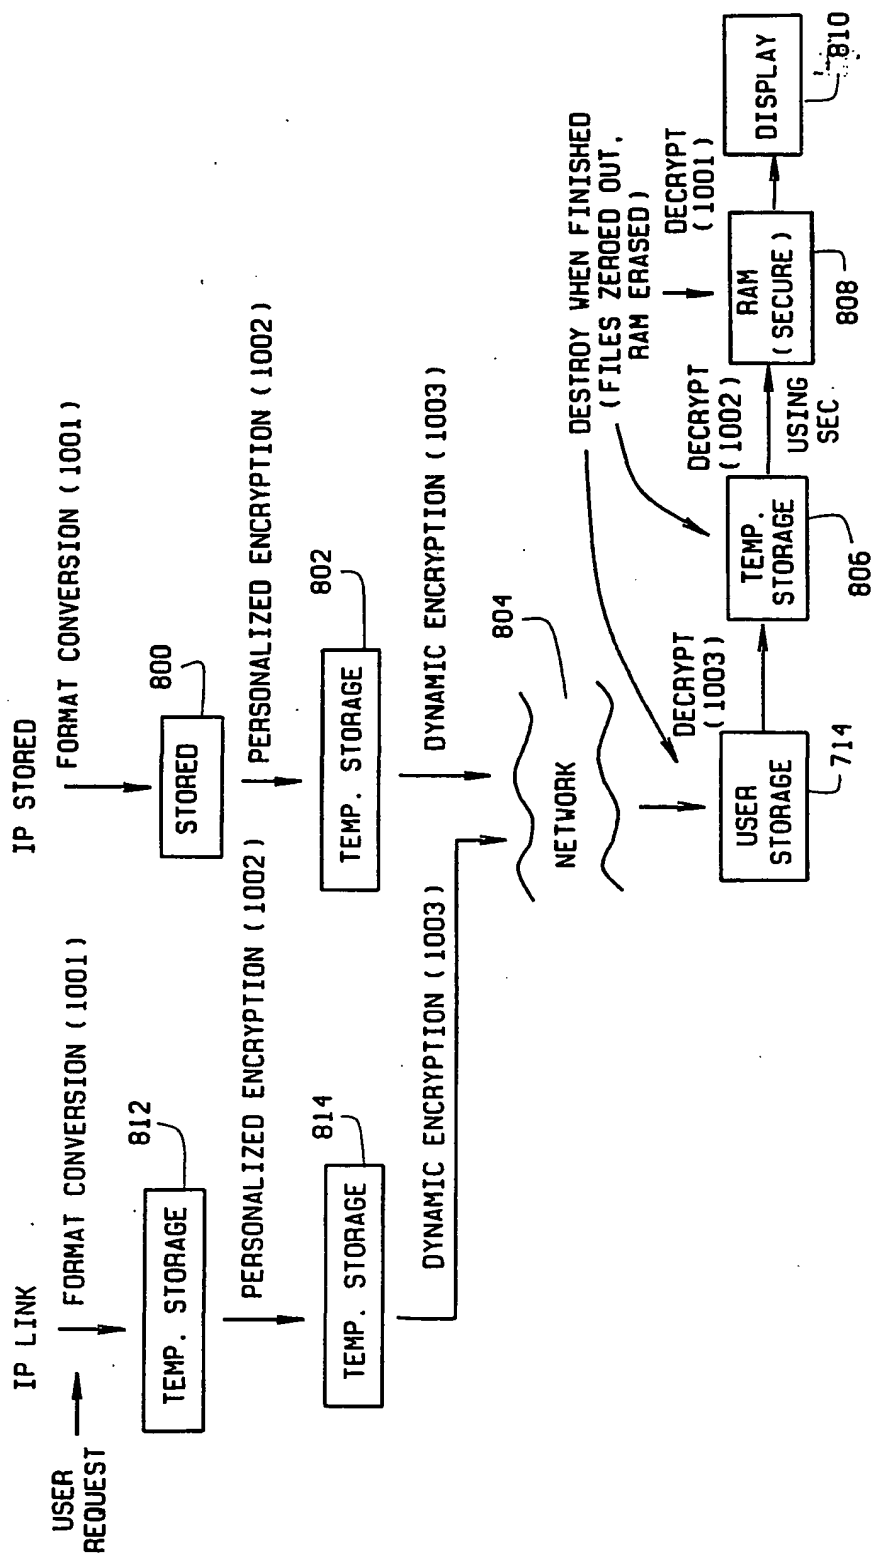 USER
REQUEST
IP LINK
FORMAT CONVERSION (1001)
812
TEMP. STORAGE
PERSONALIZED ENCRYPTION (1002)
814
TEMP. STORAGE
DYNAMIC ENCRYPTION (1003)
IP STORED
FORMAT CONVERSION (1001)
800
STORED
PERSONALIZED ENCRYPTION (1002)
802
TEMP. STORAGE
DYNAMIC ENCRYPTION (1003)
804
NETWORK
USER
STORAGE
714
DECRYPT
(1003)
TEMP.
STORAGE
806
DESTROY WHEN FINISHED
(FILES ZEROED OUT,
RAM ERASED)
DECRYPT
(1002)
USING
SEC.
RAM
(SECURE)
808
DECRYPT
(1001)
DISPLAY
810